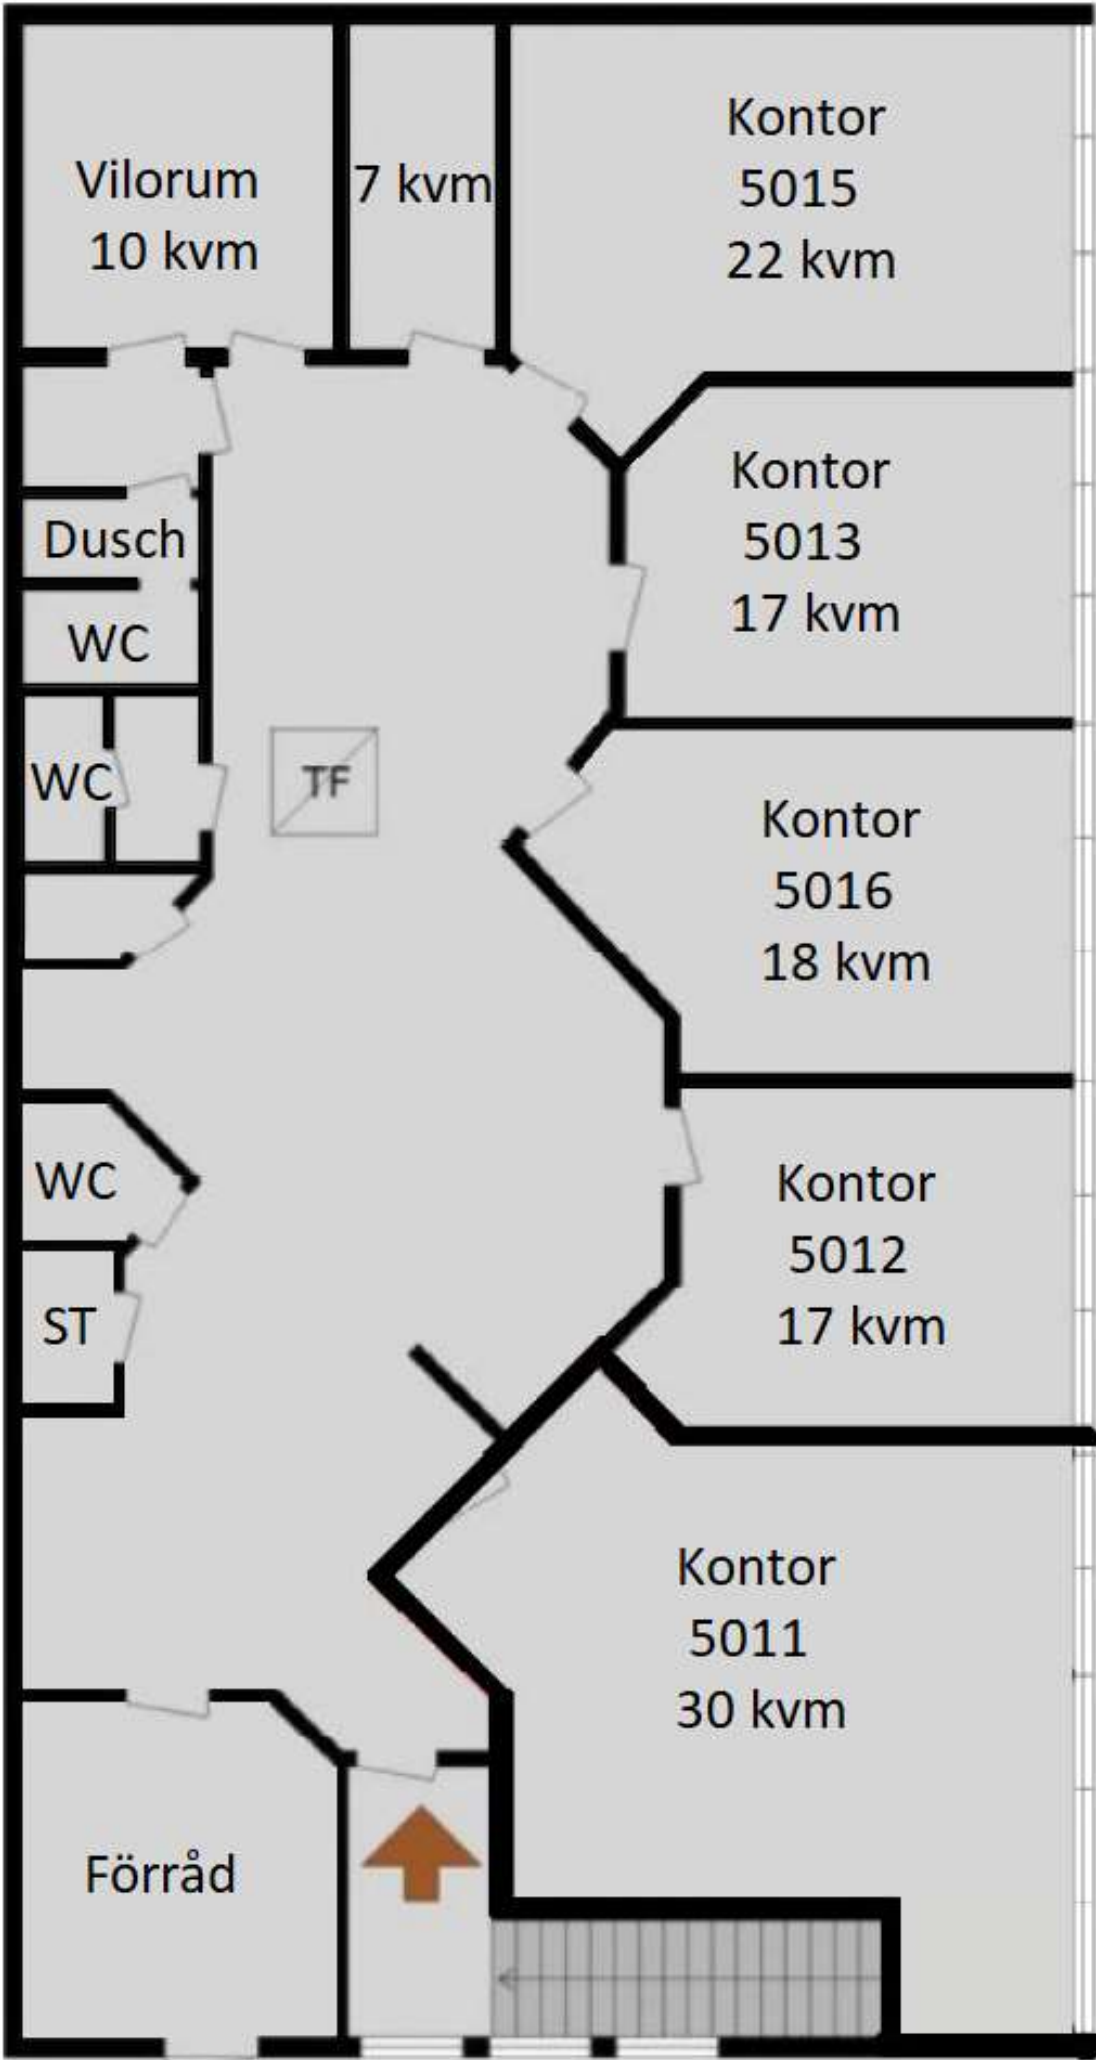 Vilorum
10 kvm
7 kvm
Kontor
5015
22 kvm
Kontor
5013
17 kvm
Dusch
WC
WC
TF
Kontor
5016
18 kvm
WC
ST
Kontor
5012
17 kvm
Kontor
5011
30 kvm
Förråd